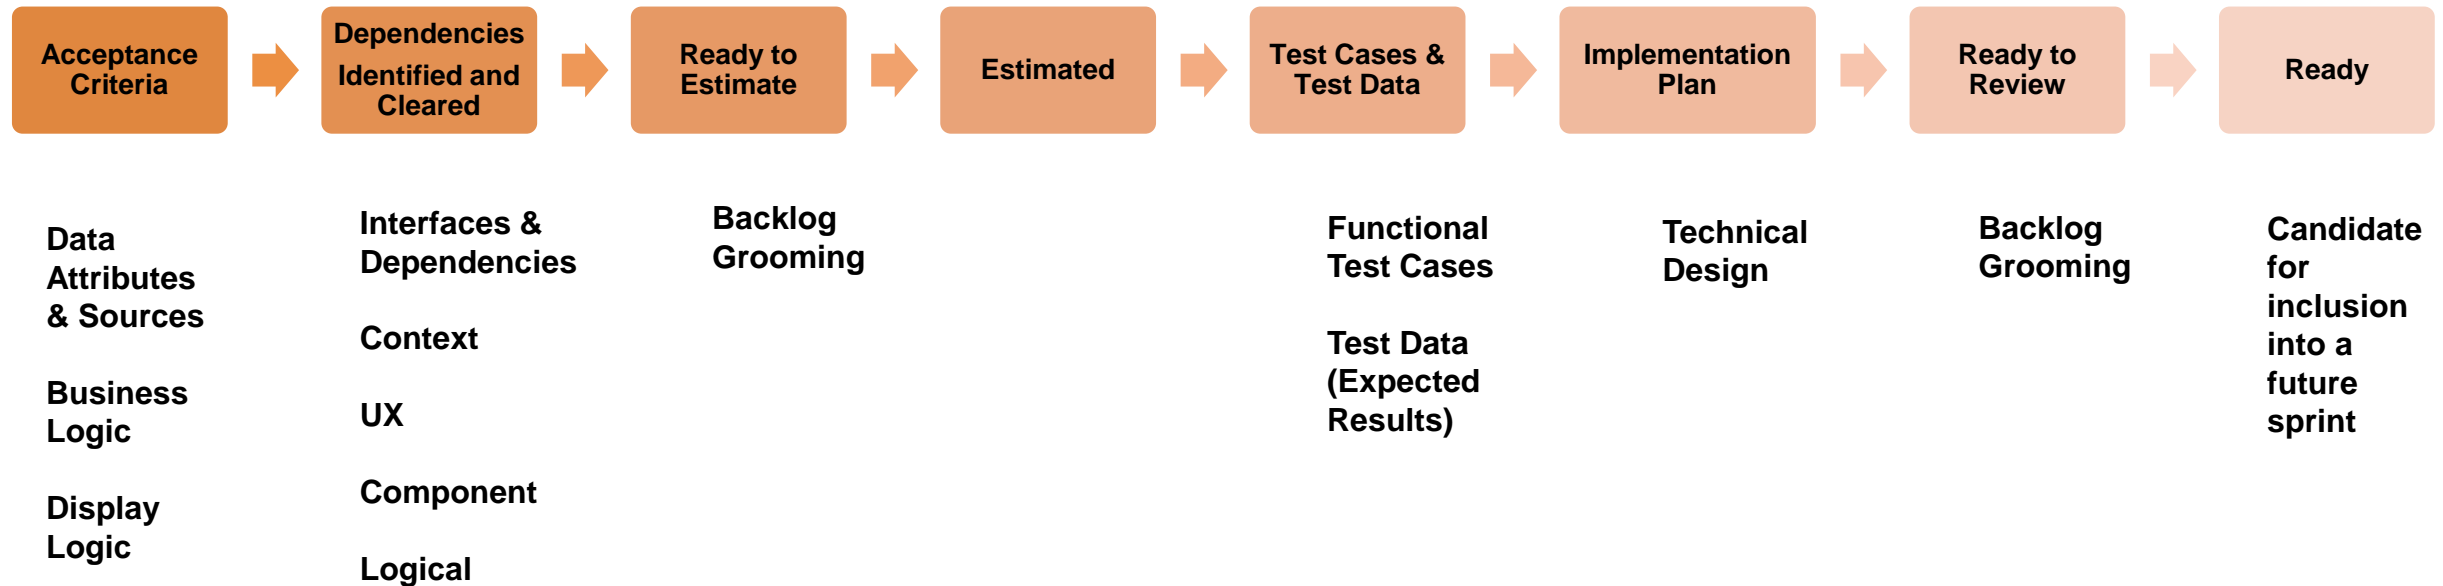 Acceptance
Criteria
Dependencies
Identified and
Cleared
Ready to
Estimate
Estimated
Test Cases &
Test Data
Implementation
Plan
Ready to
Review
Ready
Data
Attributes
& Sources
Business
Logic
Display
Logic
Interfaces &
Dependencies
Context
UX
Component
Logical
Backlog
Grooming
Functional
Test Cases
Test Data
(Expected
Results)
Technical
Design
Backlog
Grooming
Candidate
for
inclusion
into a
future
sprint